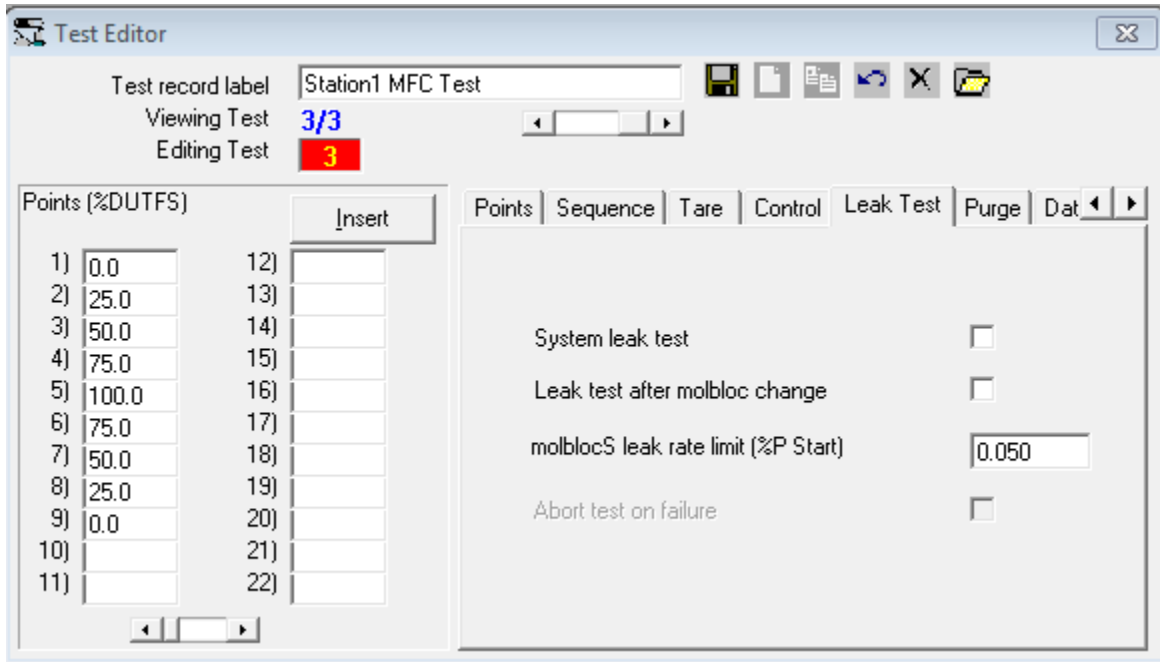 Test Editor
Test record label Station1 MFC Test
Viewing Test 3/3
Editing Test 3
Points (%DUTFS) Insert
1) 0.0 12)
2) 25.0 13)
3) 50.0 14)
4) 75.0 15)
5) 100.0 16)
6) 75.0 17)
7) 50.0 18)
8) 25.0 19)
9) 0.0 20)
10) 21)
11) 22)
Points Sequence Tare Control Leak Test Purge Dat
System leak test
Leak test after molbloc change
molblocS leak rate limit (%P Start) 0.050
Abort test on failure